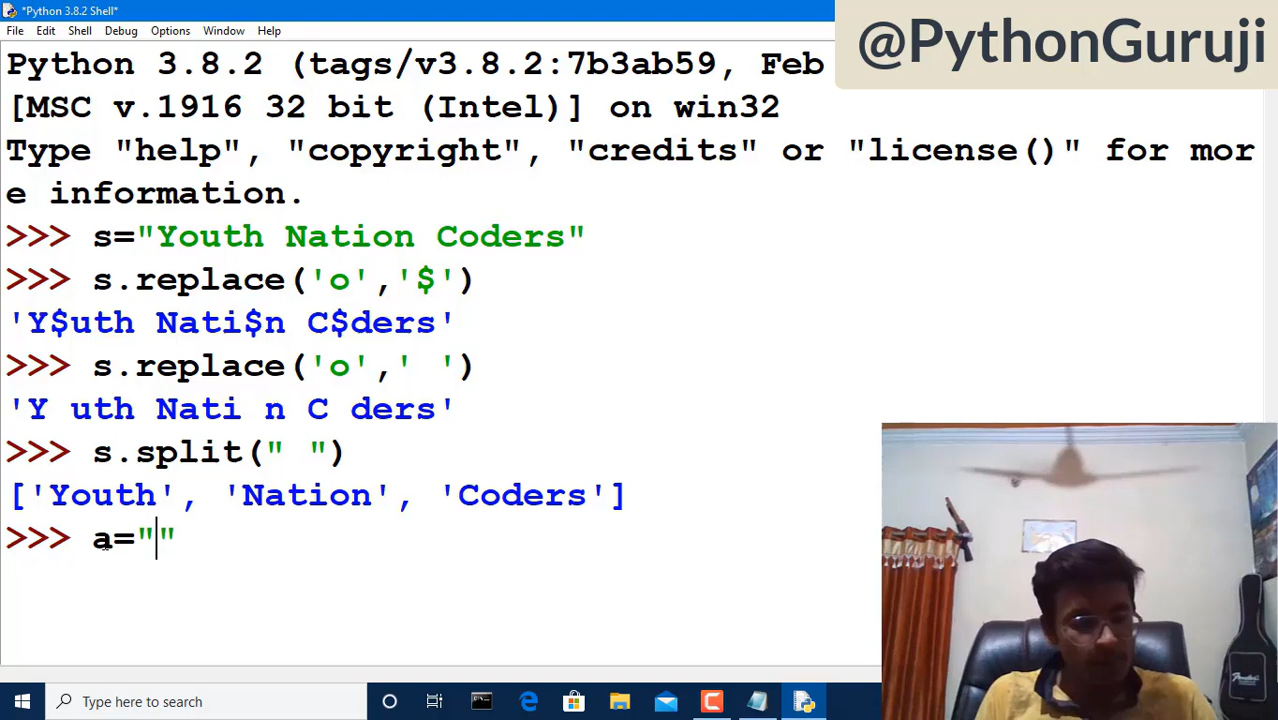 *Python 3.8.2 Shell*
@PythonGuruji
File Edit Shell Debug Options Window Help
Python 3.8.2 (tags/v3.8.2:7b3ab59, Feb
[MSC v.1916 32 bit (Intel)] on win32
Type "help", "copyright", "credits" or "license()" for mor
e information.
>>> s="Youth Nation Coders"
>>> s.replace('o','$')
'Y$uth Nati$n C$ders'
>>> s.replace('o',' ')
'Y uth Nati n C ders'
>>> s.split(" ")
['Youth', 'Nation', 'Coders']
>>> a=""
Type here to search